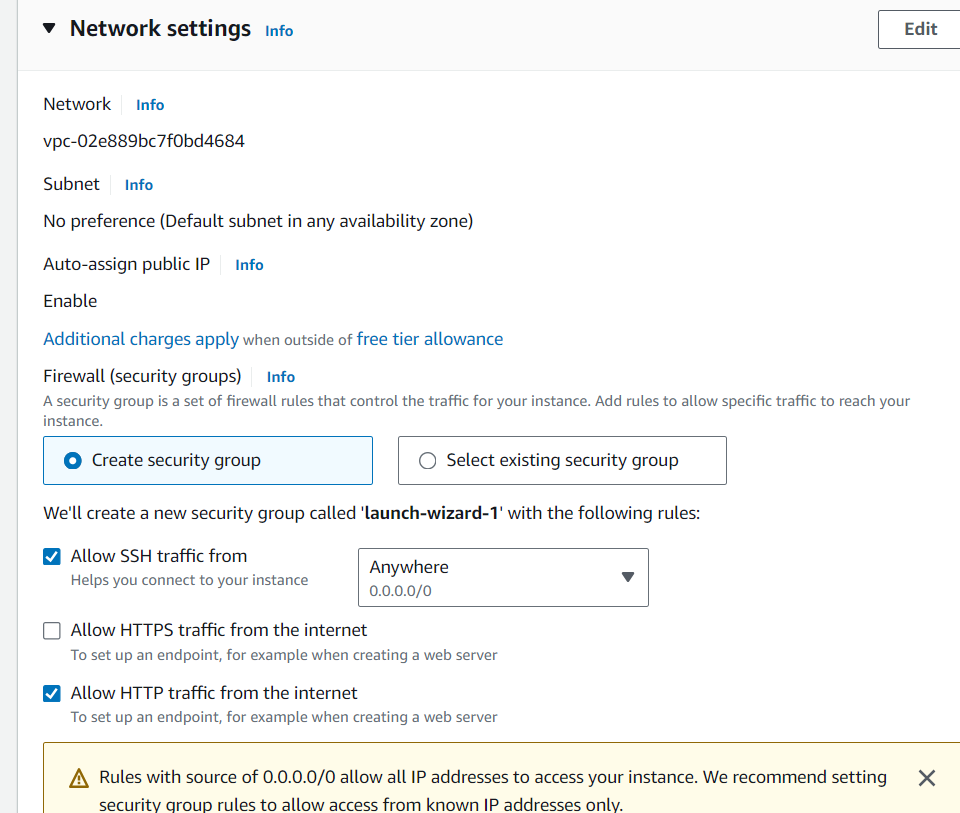 Network settings Info
Edit
Network Info
vpc-02e889bc7f0bd4684
Subnet Info
No preference (Default subnet in any availability zone)
Auto-assign public IP Info
Enable
Additional charges apply when outside of free tier allowance
Firewall (security groups) Info
A security group is a set of firewall rules that control the traffic for your instance. Add rules to allow specific traffic to reach your
instance.
Create security group
Select existing security group
We'll create a new security group called 'launch-wizard-1' with the following rules:
Allow SSH traffic from
Helps you connect to your instance
Anywhere
0.0.0.0/0
Allow HTTPS traffic from the internet
To set up an endpoint, for example when creating a web server
Allow HTTP traffic from the internet
To set up an endpoint, for example when creating a web server
Rules with source of 0.0.0.0/0 allow all IP addresses to access your instance. We recommend setting
security group rules to allow access from known IP addresses only.